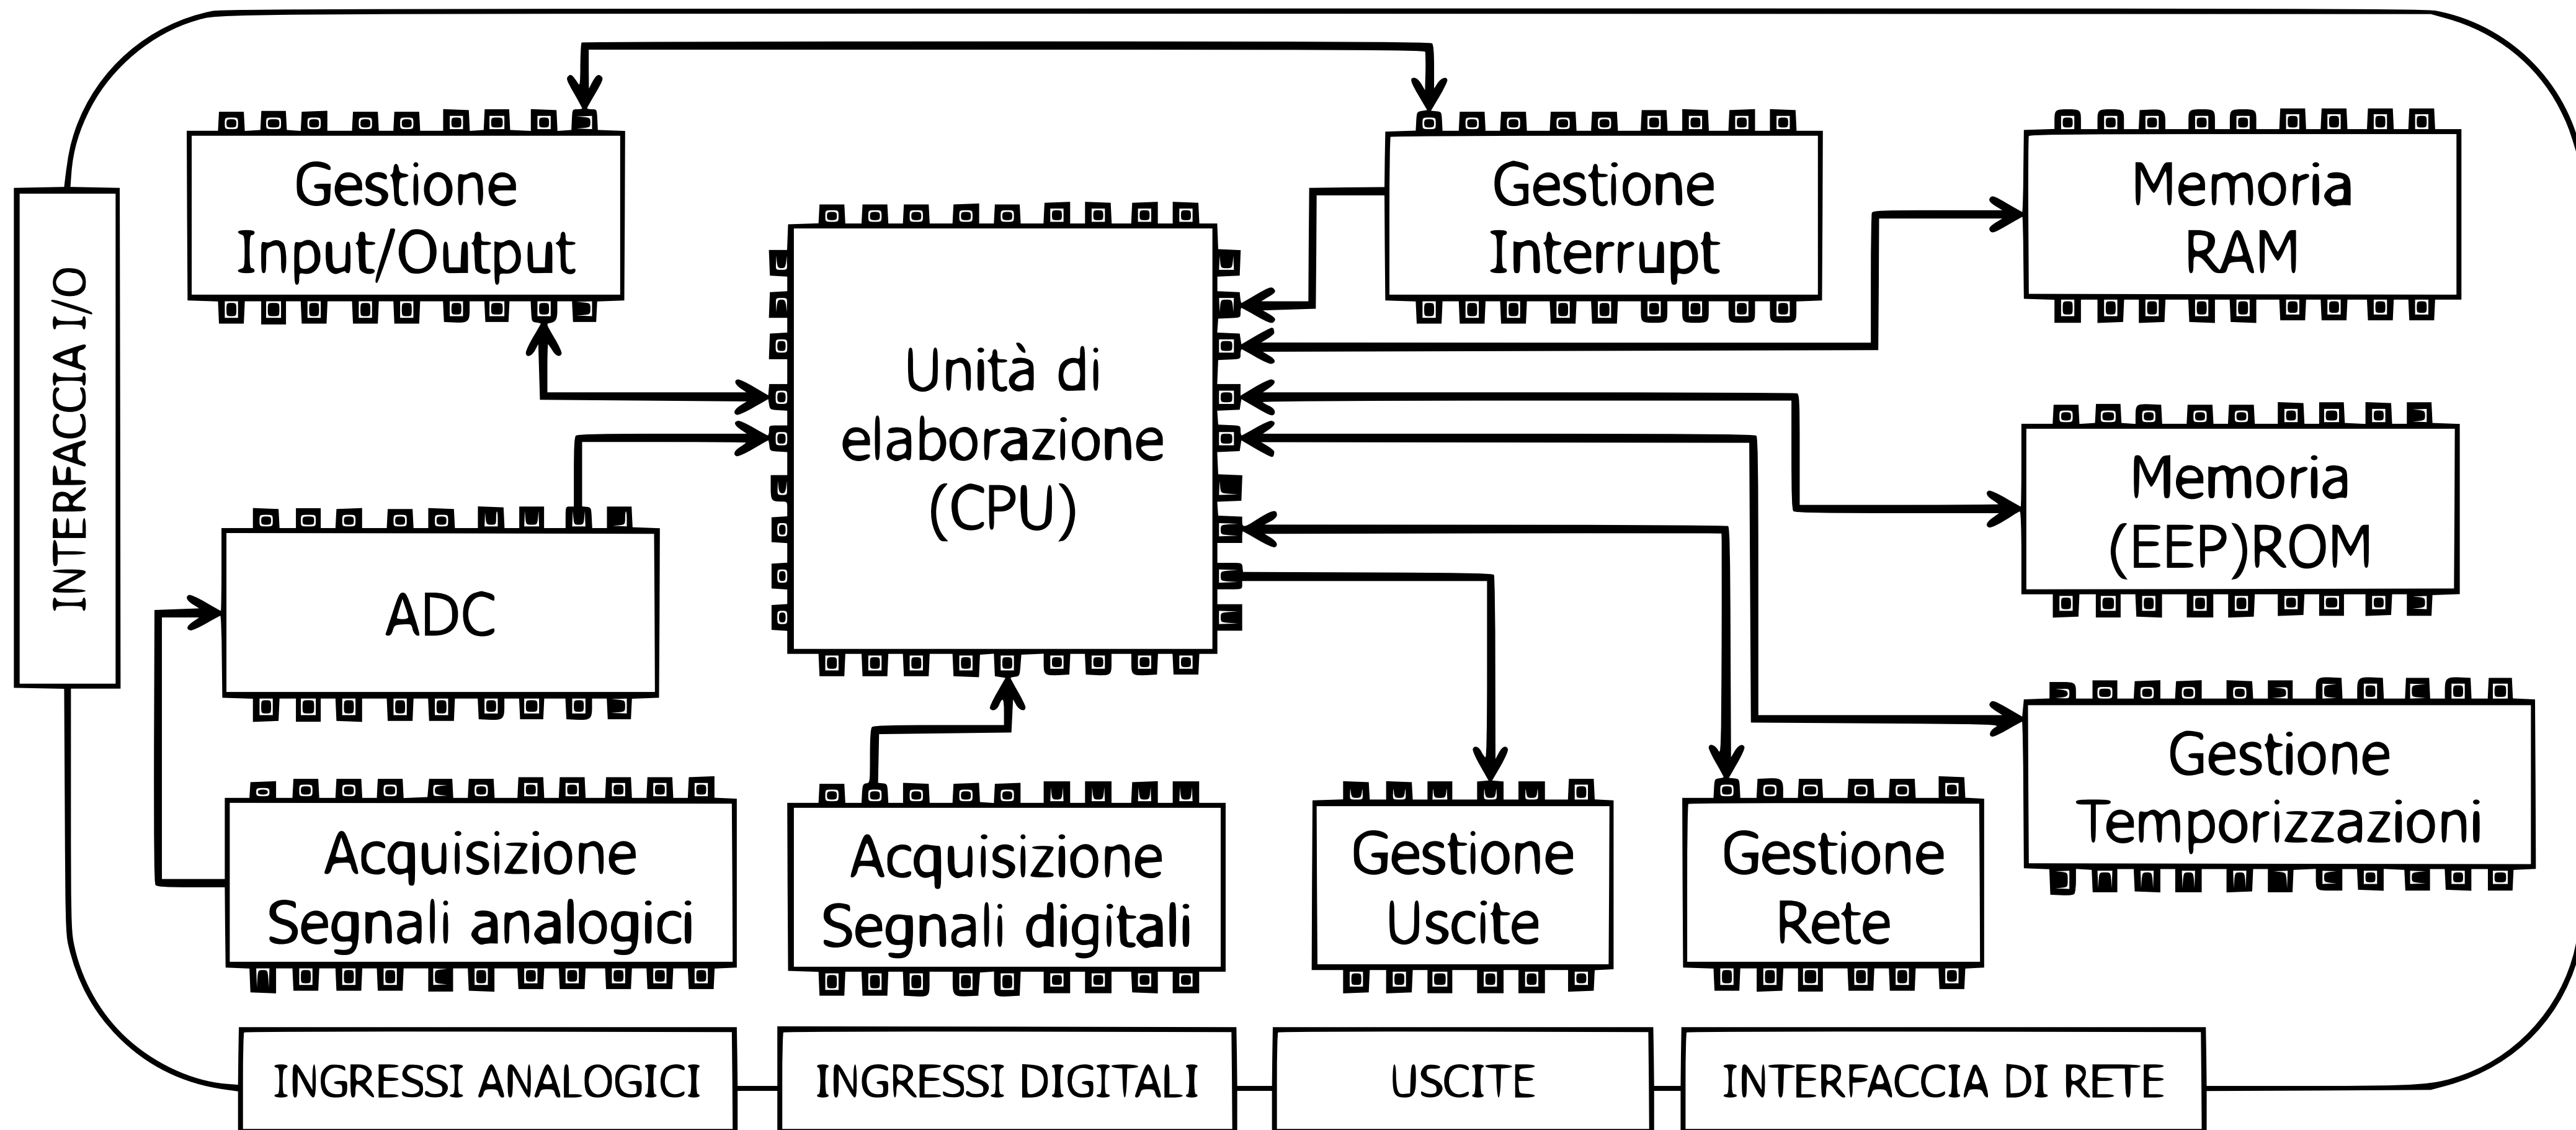 Gestione
Input/Output
Gestione
Interrupt
Memoria
RAM
INTERFACCIA I/O
Unità di
elaborazione
(CPU)
Memoria
(EEP)ROM
ADC
Gestione
Temporizzazioni
Acquisizione
Segnali analogici
Acquisizione
Segnali digitali
Gestione
Uscite
Gestione
Rete
INGRESSI ANALOGICI
INGRESSI DIGITALI
USCITE
INTERFACCIA DI RETE